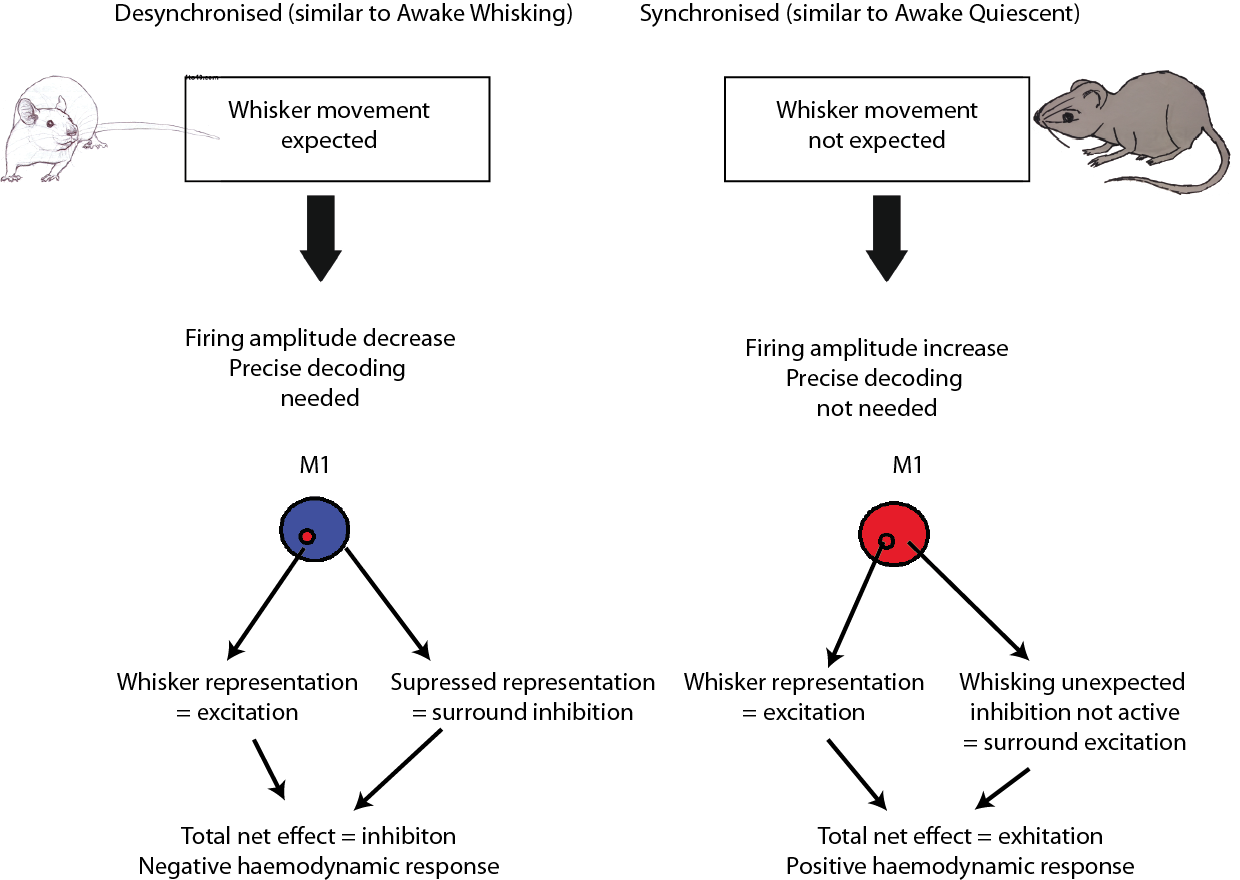 Desynchronised (similar to Awake Whisking)
Whisker movement
expected
Firing amplitude decrease
Precise decoding
needed
M1
Whisker representation
= excitation
Supressed representation
= surround inhibition
Total net effect = inhibiton
Negative haemodynamic response
Synchronised (similar to Awake Quiescent)
Whisker movement
not expected
Firing amplitude increase
Precise decoding
not needed
M1
Whisker representation
= excitation
Whisking unexpected
inhibition not active
= surround excitation
Total net effect = exhitation
Positive haemodynamic response